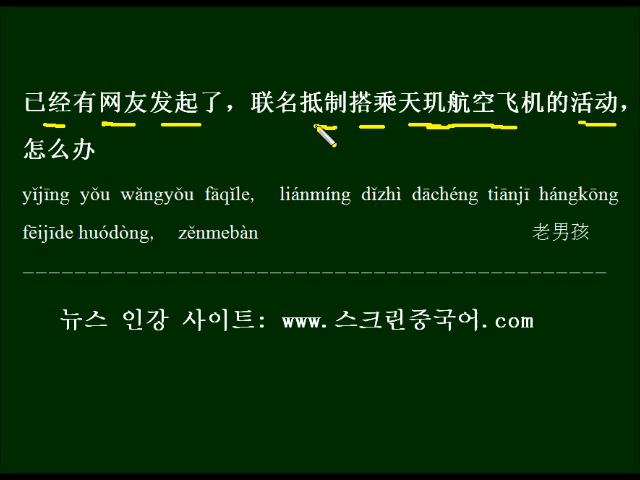 已经有网友发起了，联名抵制搭乘天玑航空飞机的活动，
怎么办
yǐjīng yǒu wǎngyǒu fāqǐle, liánmíng dǐzhì dāchéng tiānjī hángkōng
fēijīde huódòng, zěnmebàn 老男孩
뉴스 인강 사이트: www.스크린중국어.com